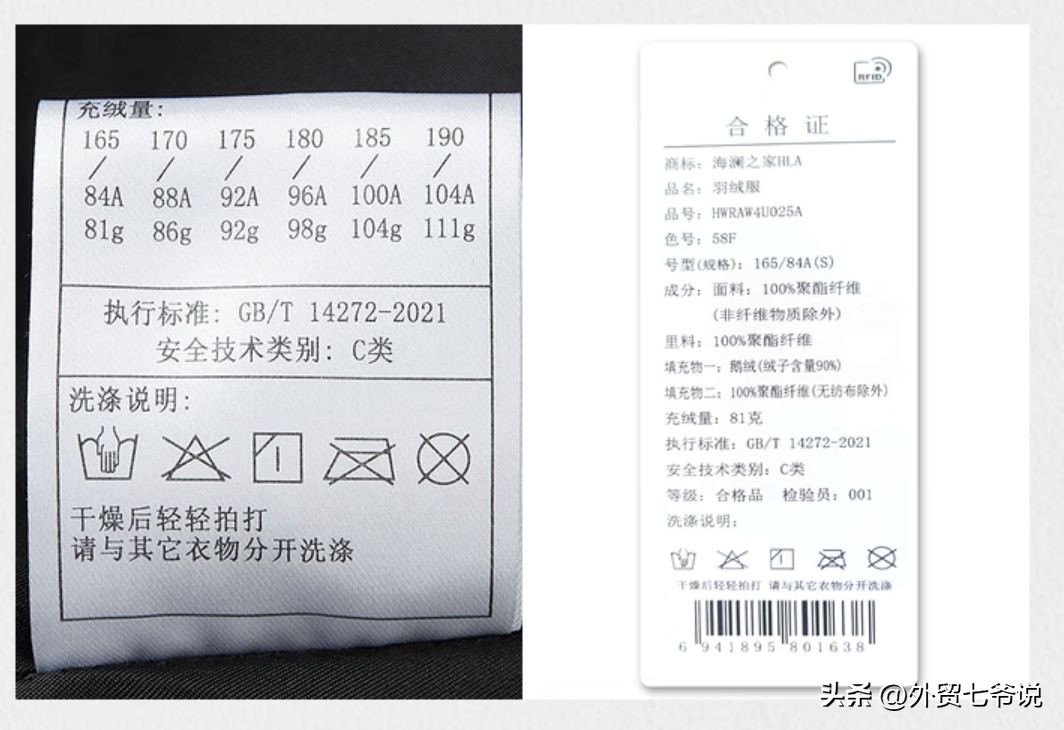 充绒量:
165 170 175 180 185 190
/ / / / / /
84A 88A 92A 96A 100A 104A
81g 86g 92g 98g 104g 111g
执行标准: GB/T 14272-2021
安全技术类别: C类
洗涤说明:
干燥后轻轻拍打
请与其它衣物分开洗涤
RFID
合格证
商标: 海澜之家HLA
品名: 羽绒服
品号: HWRAW4U025A
色号: 58F
号型(规格): 165/84A(S)
成分: 面料: 100%聚酯纤维
(非纤维物质除外)
里料: 100%聚酯纤维
填充物一: 鹅绒(绒子含量90%)
填充物二: 100%聚酯纤维(无纺布除外)
充绒量: 81克
执行标准: GB/T 14272-2021
安全技术类别: C类
等级: 合格品 检验员: 001
洗涤说明:
干燥后轻轻拍打 请与其它衣物分开洗涤
6 941895 801638
头条 @外贸七爷说